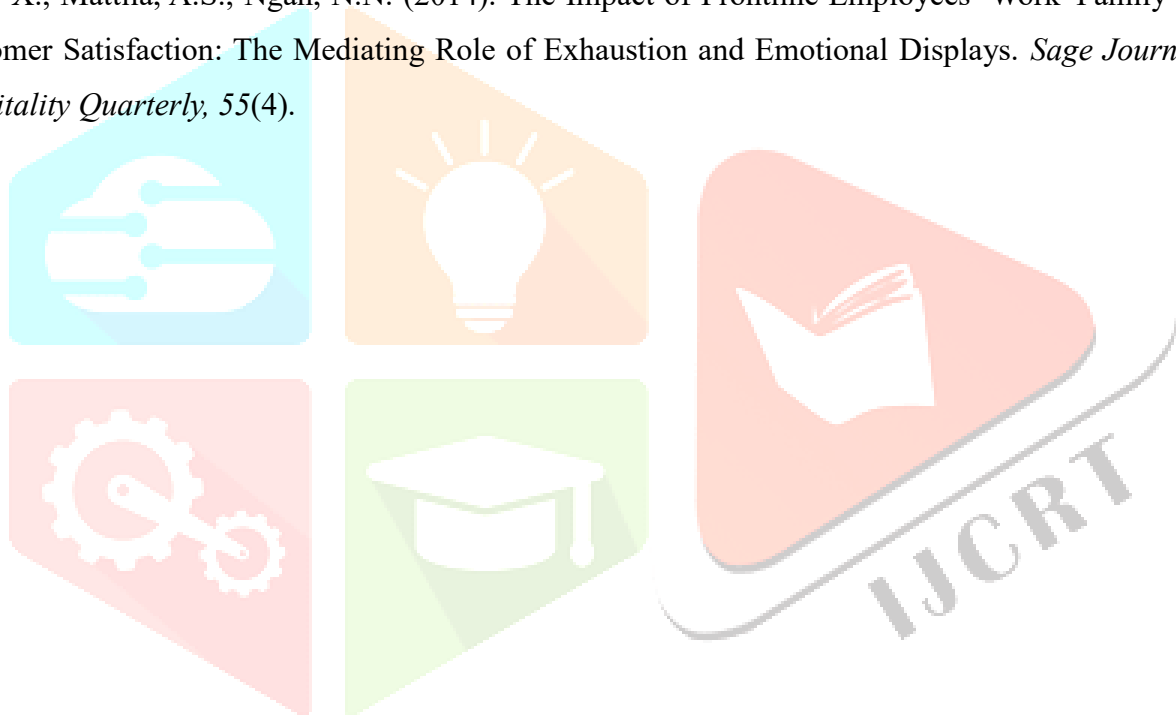 X., Mattila, A.S., Ngan, N.N. (2014). The Impact of Frontline Employees' Work-Family
omer Satisfaction: The Mediating Role of Exhaustion and Emotional Displays. Sage Journ
itality Quarterly, 55(4).
IJCRT